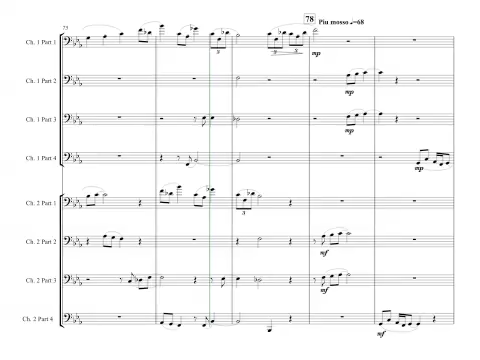 75
78 Piu mosso ♩=68
Ch. 1 Part 1
3 3 3 3
mp
Ch. 1 Part 2
mp
Ch. 1 Part 3
mp
Ch. 1 Part 4
mp
Ch. 2 Part 1
3
Ch. 2 Part 2
mf
Ch. 2 Part 3
mf
Ch. 2 Part 4
mf